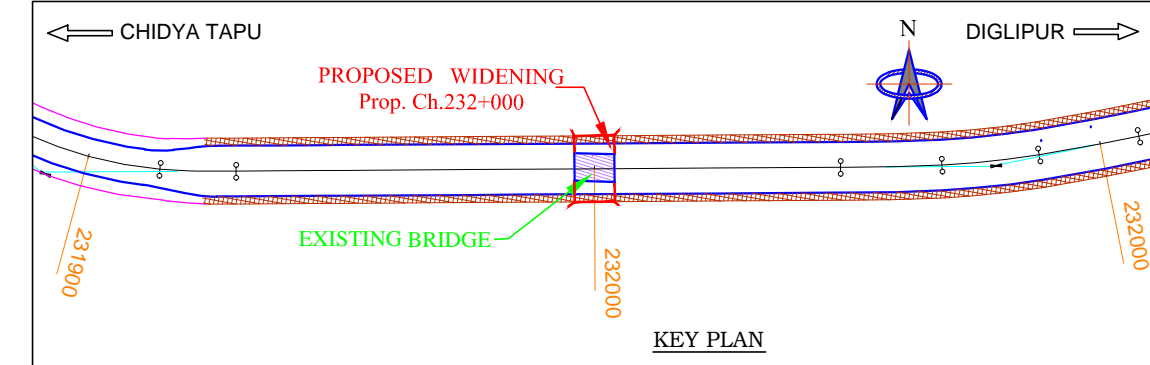 CHIDYA TAPU
N
DIGLIPUR
PROPOSED WIDENING
Prop. Ch.232+000
EXISTING BRIDGE
231900
232000
232000
KEY PLAN